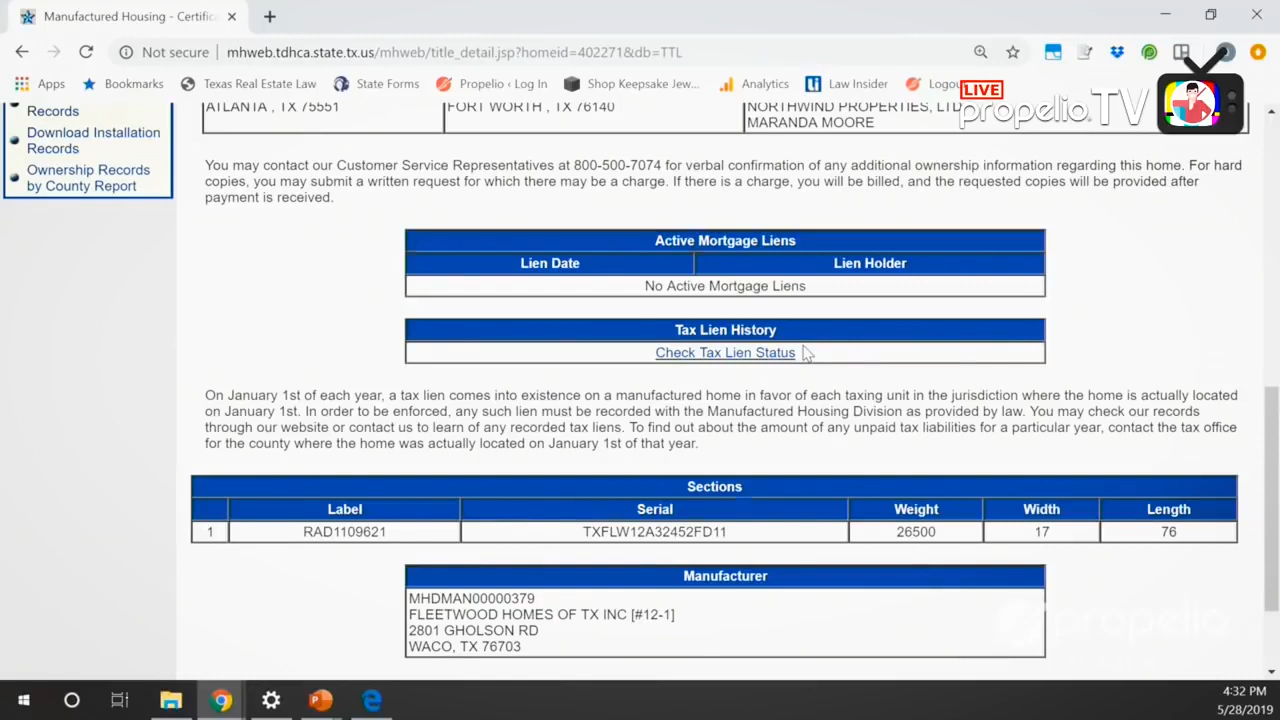 Manufactured Housing - Certific
Not secure mhweb.tdhca.state.tx.us/mhweb/title_detail.jsp?homeid=402271&db=TTL
Apps Bookmarks Texas Real Estate Law State Forms Propelio - Log In Shop Keepsake Jew... Analytics Law Insider Logo
LIVE
propelio.TV
Records
Download Installation
Records
Ownership Records
by County Report
ATLANTA , TX 75551 FORT WORTH , TX 76140 NORTHWIND PROPERTIES, LTD
MARANDA MOORE
You may contact our Customer Service Representatives at 800-500-7074 for verbal confirmation of any additional ownership information regarding this home. For hard
copies, you may submit a written request for which there may be a charge. If there is a charge, you will be billed, and the requested copies will be provided after
payment is received.
Active Mortgage Liens
Lien Date Lien Holder
No Active Mortgage Liens
Tax Lien History
Check Tax Lien Status
On January 1st of each year, a tax lien comes into existence on a manufactured home in favor of each taxing unit in the jurisdiction where the home is actually located
on January 1st. In order to be enforced, any such lien must be recorded with the Manufactured Housing Division as provided by law. You may check our records
through our website or contact us to learn of any recorded tax liens. To find out about the amount of any unpaid tax liabilities for a particular year, contact the tax office
for the county where the home was actually located on January 1st of that year.
Sections
Label Serial Weight Width Length
1 RAD1109621 TXFLW12A32452FD11 26500 17 76
Manufacturer
MHDMAN00000379
FLEETWOOD HOMES OF TX INC [#12-1]
2801 GHOLSON RD
WACO, TX 76703
propelio
4:32 PM
5/28/2019